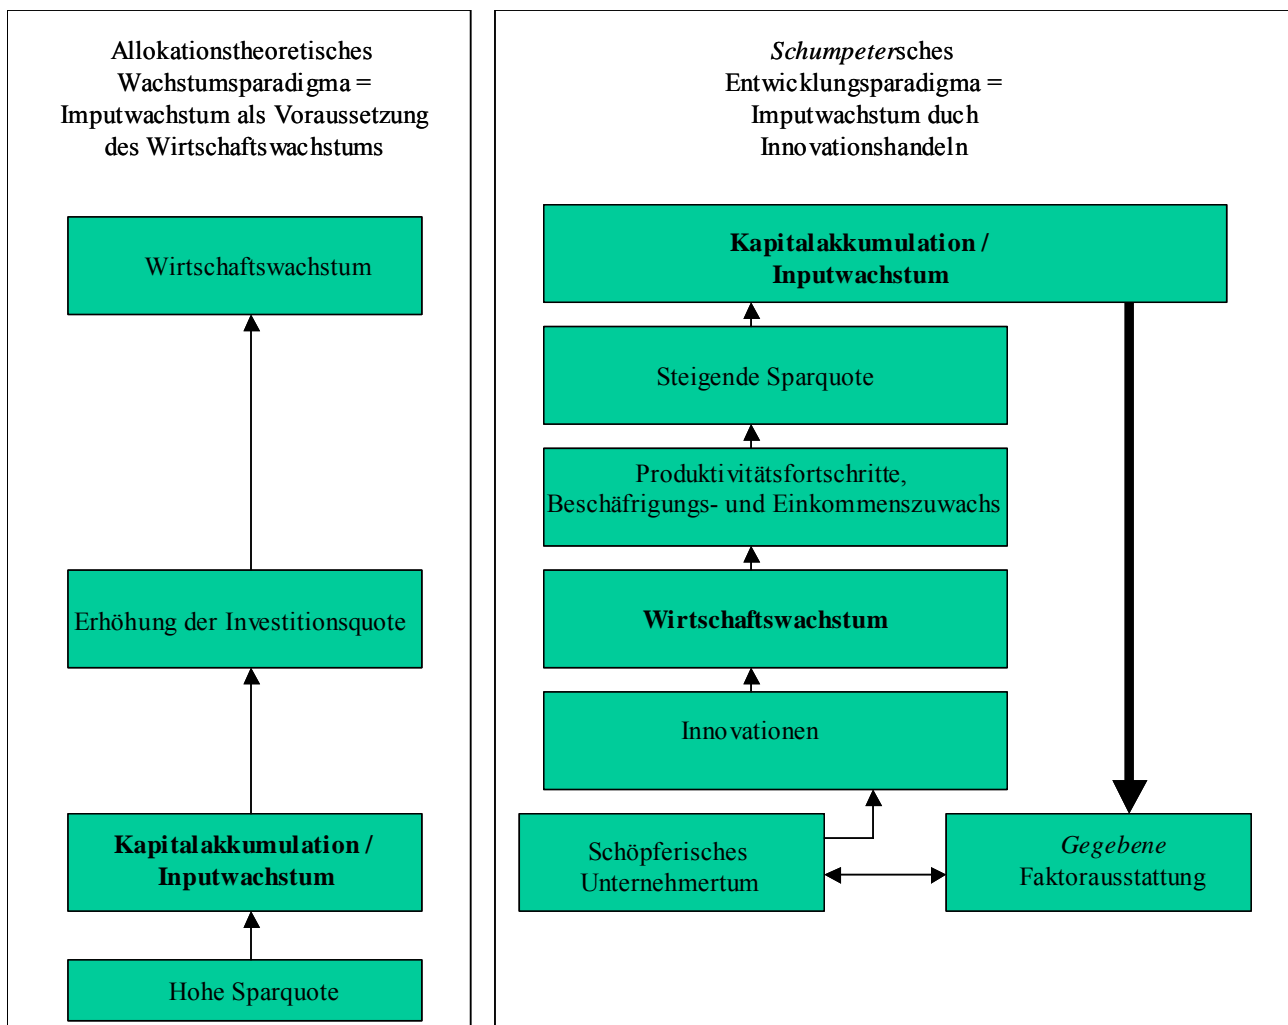 Allokationstheoretisches
Wachstumsparadigma =
Imputwachstum als Voraussetzung
des Wirtschaftswachstums
Wirtschaftswachstum
Erhöhung der Investitionsquote
Kapitalakkumulation /
Inputwachstum
Hohe Sparquote
Schumpetersches
Entwicklungsparadigma =
Imputwachstum duch
Innovationshandeln
Kapitalakkumulation /
Inputwachstum
Steigende Sparquote
Produktivitätsfortschritte,
Beschäfrigungs- und Einkommenszuwachs
Wirtschaftswachstum
Innovationen
Schöpferisches
Unternehmertum
Gegebene
Faktorausstattung